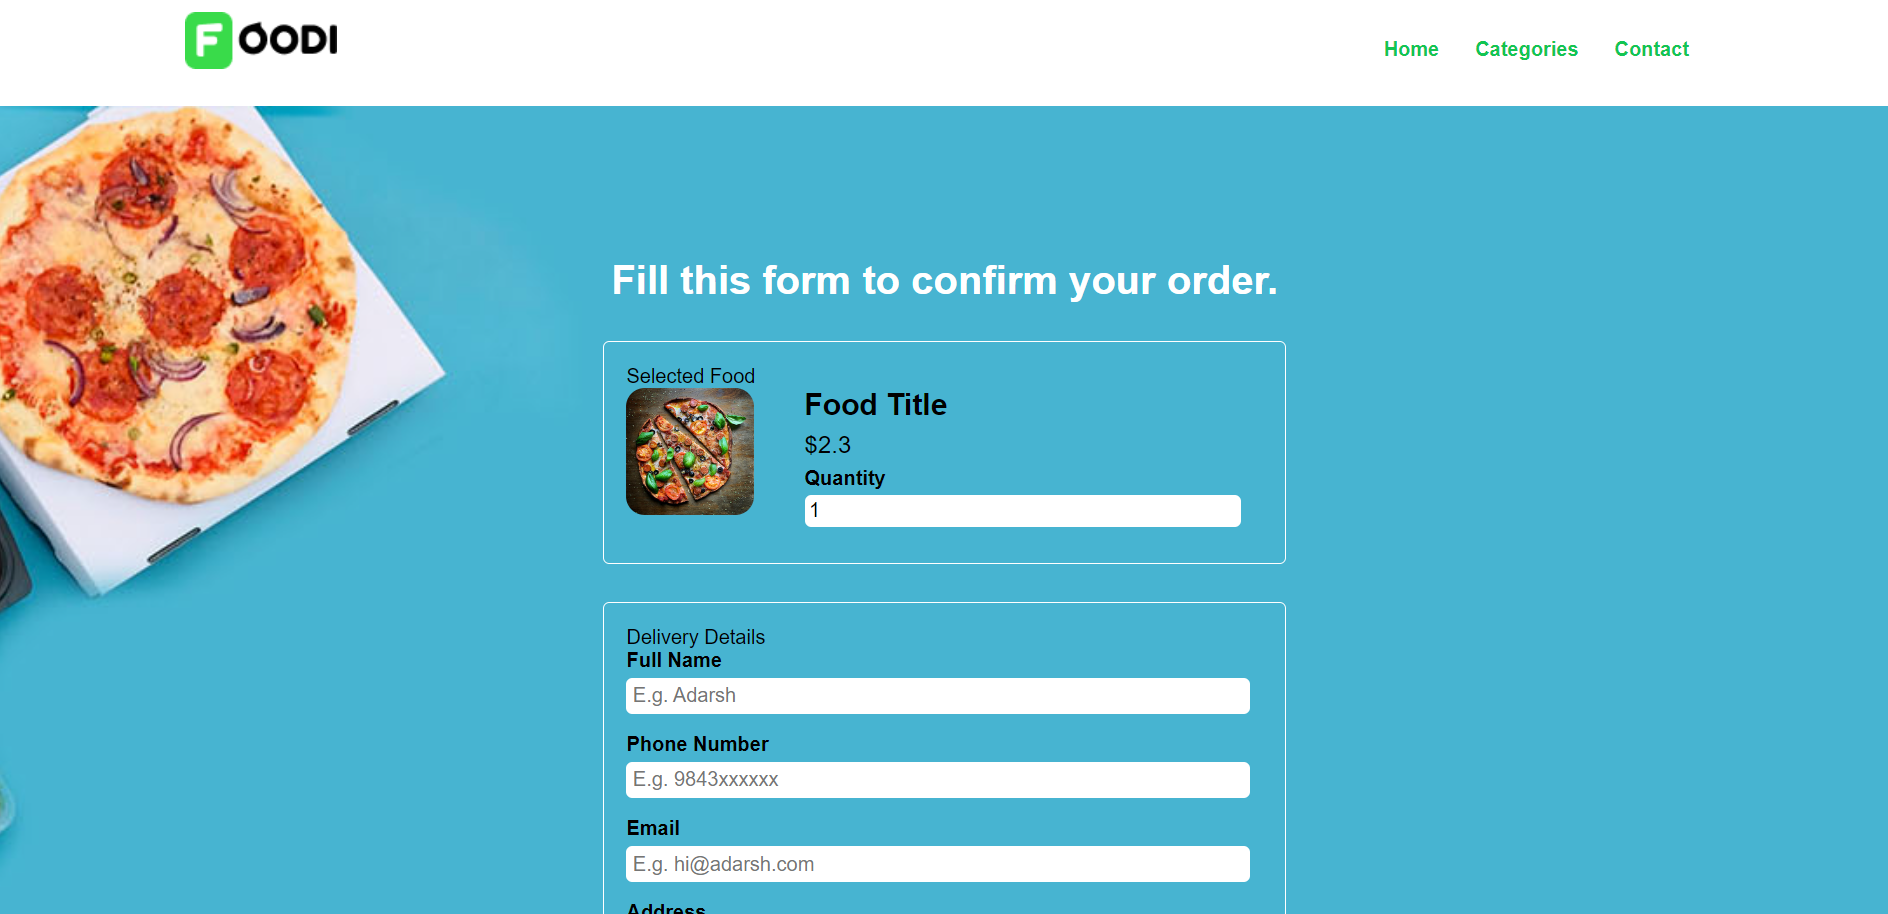 FOODI
Home Categories Contact
Fill this form to confirm your order.
Selected Food
Food Title
$2.3
Quantity
1
Delivery Details
Full Name
E.g. Adarsh
Phone Number
E.g. 9843xxxxxx
Email
E.g. hi@adarsh.com
Address